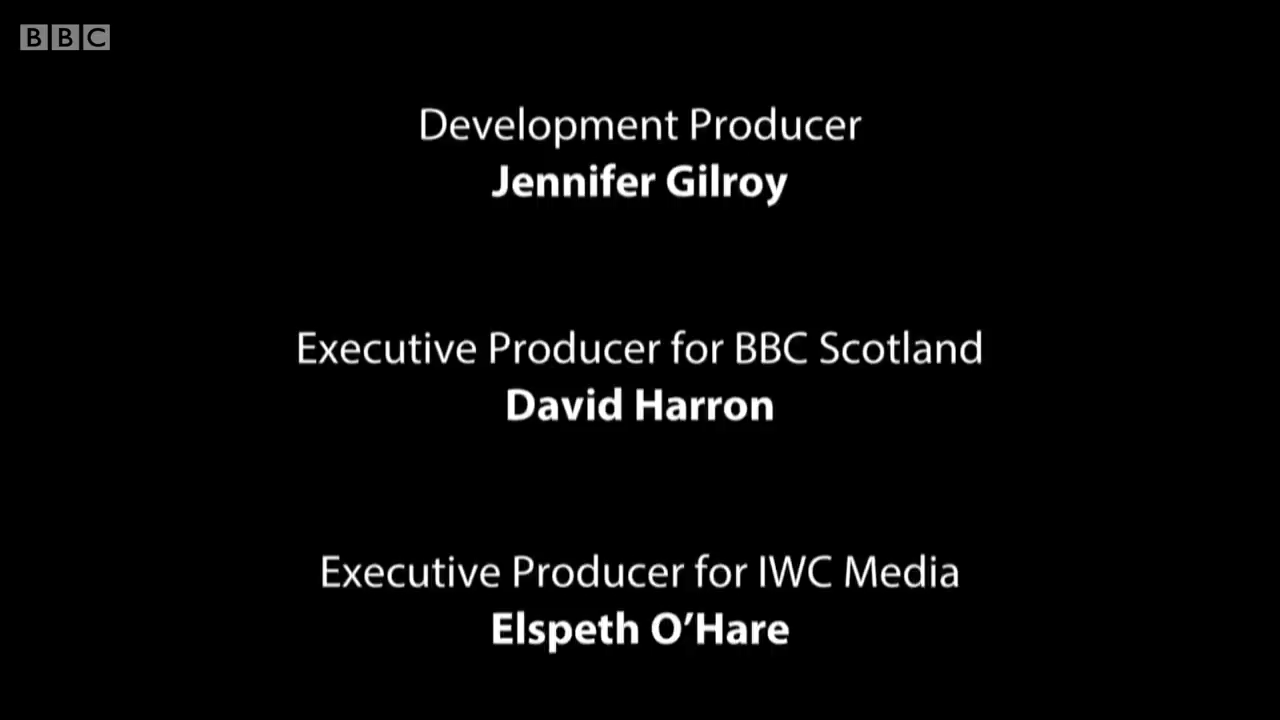 BBC
Development Producer
Jennifer Gilroy
Executive Producer for BBC Scotland
David Harron
Executive Producer for IWC Media
Elspeth O’Hare